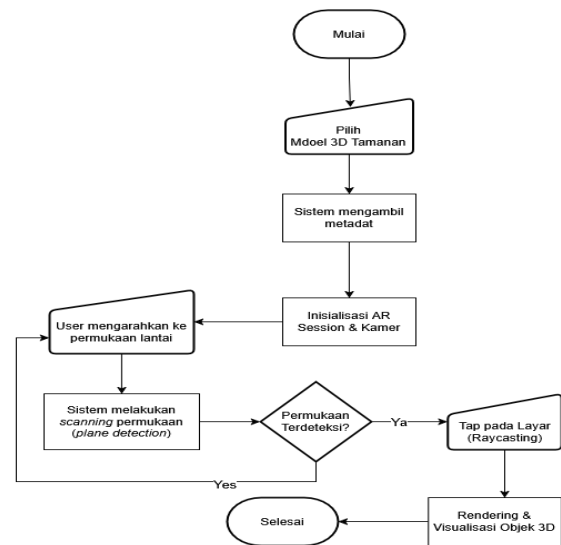 Mulai
Pilih
Mdoel 3D Tamanan
Sistem mengambil
metadat
Inisialisasi AR
Session & Kamer
User mengarahkan ke
permukaan lantai
Sistem melakukan
scanning permukaan
(plane detection)
Permukaan
Terdeteksi?
Ya
Tap pada Layar
(Raycasting)
Yes
Rendering &
Visualisasi Objek 3D
Selesai